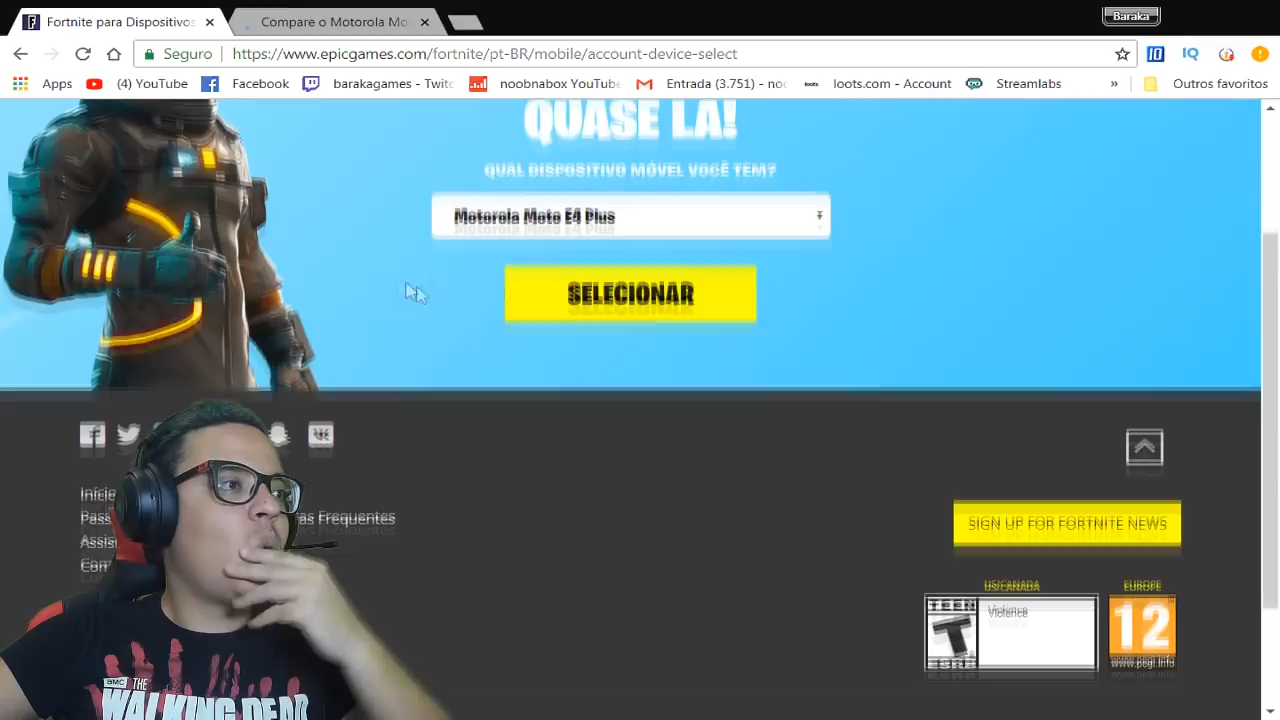 Fortnite para Dispositivos
Compare o Motorola Mo
Baraka
Seguro
https://www.epicgames.com/fortnite/pt-BR/mobile/account-device-select
Apps
(4) YouTube
Facebook
barakagames - Twitc
noobnabox YouTube
Entrada (3.751) - noo
loots.com - Account
Streamlabs
Outros favoritos
QUASE LÁ!
QUAL DISPOSITIVO MÓVEL VOCÊ TEM?
Motorola Moto E4 Plus
SELECIONAR
Início
as Frequentes
SIGN UP FOR FORTNITE NEWS
US/CANADA
EUROPE
TEEN
T
Violence
12
www.pegi.info
amc THE
WALKING DEAD